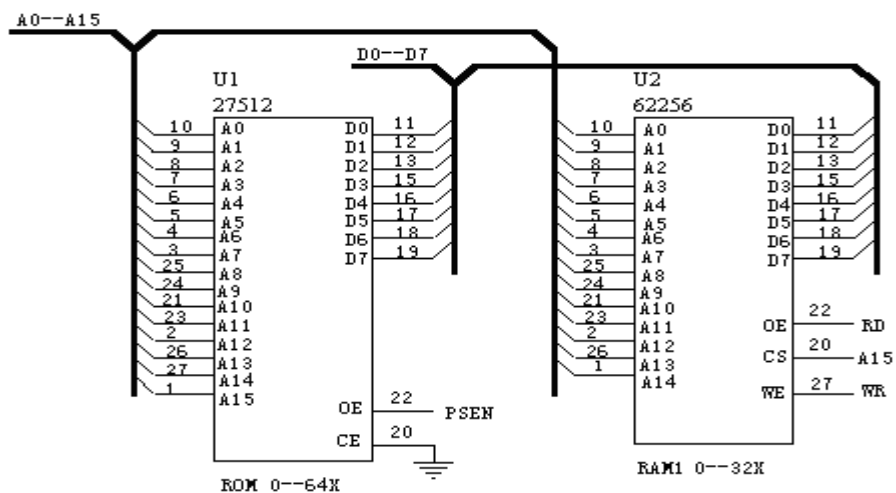 A0--A15
D0--D7
U1
27512
10 A0 D0 11
9 A1 D1 12
8 A2 D2 13
7 A3 D3 15
6 A4 D4 16
5 A5 D5 17
4 A6 D6 18
3 A7 D7 19
25 A8
24 A9
21 A10
23 A11
2 A12
26 A13
27 A14
1 A15
OE 22 PSEN
CE 20
ROM 0--64X
U2
62256
10 A0 D0 11
9 A1 D1 12
8 A2 D2 13
7 A3 D3 15
6 A4 D4 16
5 A5 D5 17
4 A6 D6 18
3 A7 D7 19
25 A8
24 A9
21 A10
23 A11
2 A12
26 A13
1 A14
OE 22 RD
CS 20 A15
WE 27 WR
RAM1 0--32X